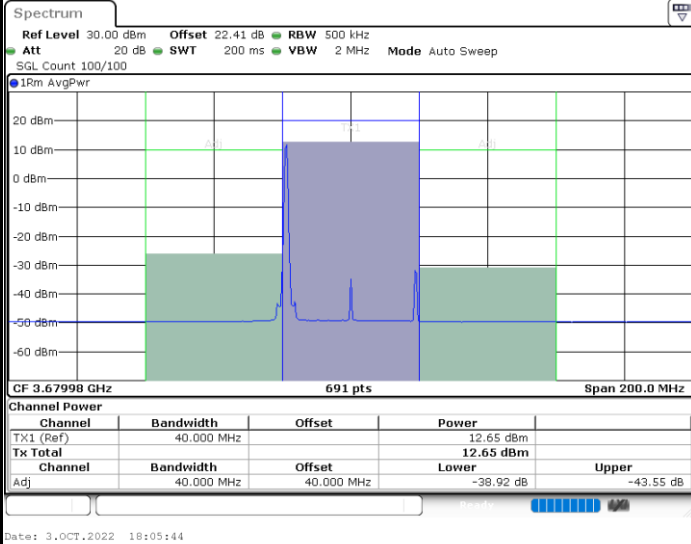 Spectrum
Ref Level 30.00 dBm Offset 22.41 dB RBW 500 kHz
Att 20 dB SWT 200 ms VBW 2 MHz Mode Auto Sweep
SGL Count 100/100
1Rm AvgPwr
20 dBm
TX1
Adj Adj
10 dBm
0 dBm
-10 dBm
-20 dBm
-30 dBm
-40 dBm
-50 dBm
-60 dBm
CF 3.67998 GHz 691 pts Span 200.0 MHz
Channel Power
Channel Bandwidth Offset Power
TX1 (Ref) 40.000 MHz 12.65 dBm
Tx Total 12.65 dBm
Channel Bandwidth Offset Lower Upper
Adj 40.000 MHz 40.000 MHz -38.92 dB -43.55 dB
Ready
Date: 3.OCT.2022 18:05:44